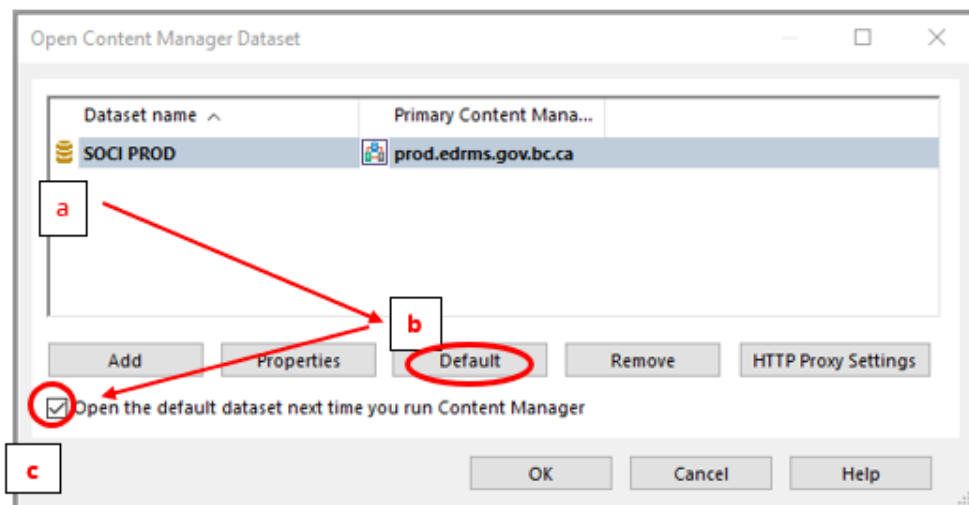 Open Content Manager Dataset
Dataset name Primary Content Mana...
SOCI PROD prod.edrms.gov.bc.ca
a
b
Add Properties Default Remove HTTP Proxy Settings
Open the default dataset next time you run Content Manager
c
OK Cancel Help